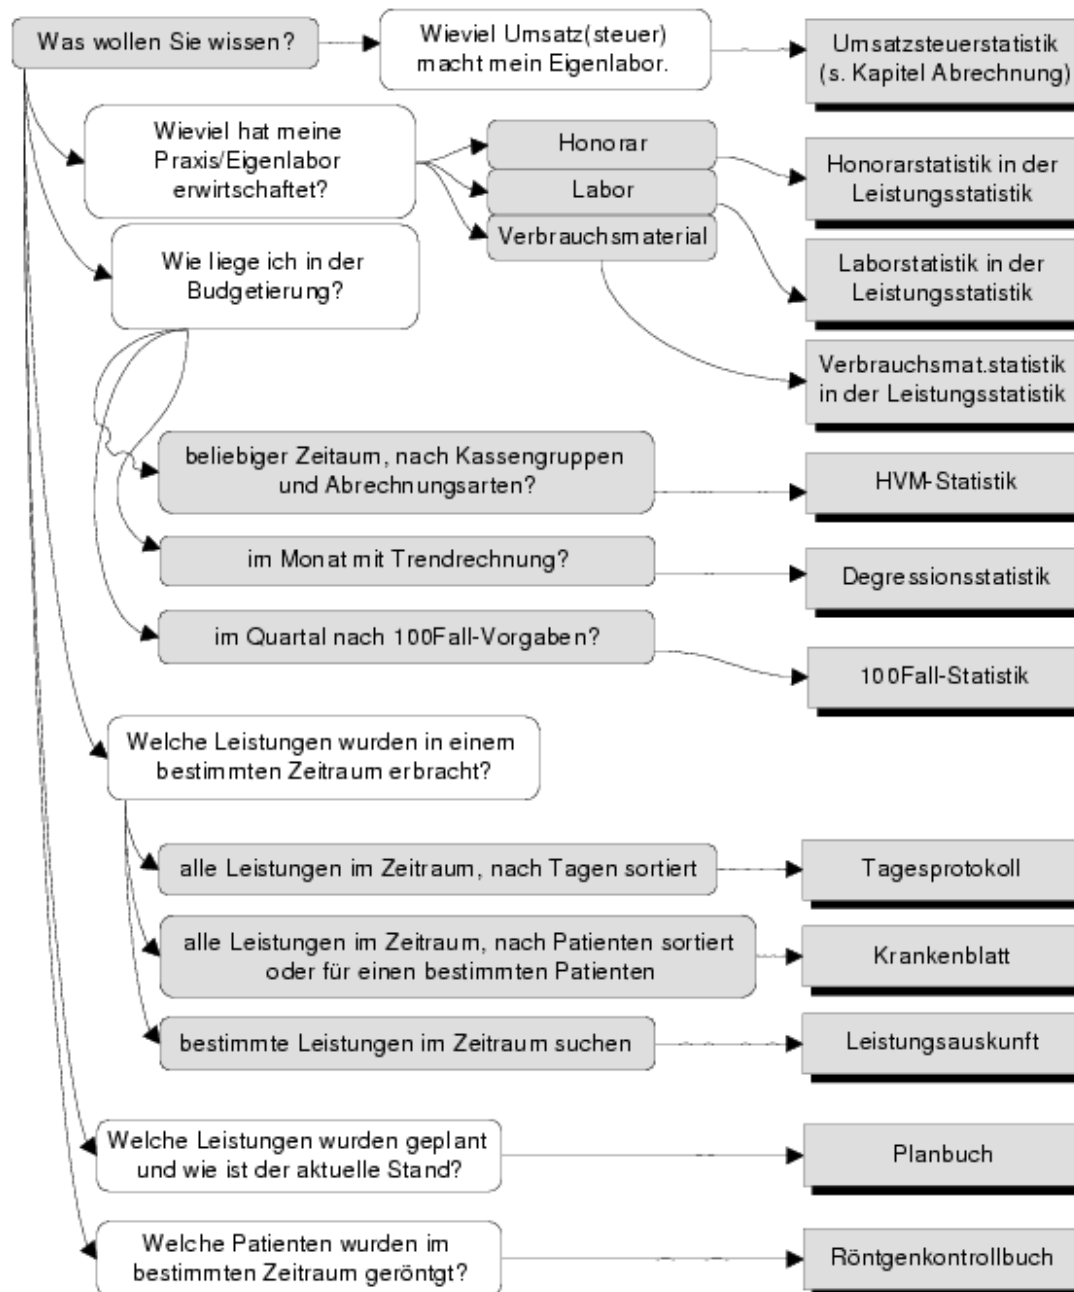 Was wollen Sie wissen?
Wieviel Umsatz(steuer)
macht mein Eigenlabor.
Umsatzsteuerstatistik
(s. Kapitel Abrechnung)
Wieviel hat meine
Praxis/Eigenlabor
erwirtschaftet?
Honorar
Labor
Verbrauchsmaterial
Honorarstatistik in der
Leistungsstatistik
Laborstatistik in der
Leistungsstatistik
Verbrauchsmat.statistik
in der Leistungsstatistik
Wie liege ich in der
Budgetierung?
beliebiger Zeitaum, nach Kassengruppen
und Abrechnungsarten?
HVM-Statistik
im Monat mit Trendrechnung?
Degressionsstatistik
im Quartal nach 100Fall-Vorgaben?
100Fall-Statistik
Welche Leistungen wurden in einem
bestimmten Zeitraum erbracht?
alle Leistungen im Zeitraum, nach Tagen sortiert
Tagesprotokoll
alle Leistungen im Zeitraum, nach Patienten sortiert
oder für einen bestimmten Patienten
Krankenblatt
bestimmte Leistungen im Zeitraum suchen
Leistungsauskunft
Welche Leistungen wurden geplant
und wie ist der aktuelle Stand?
Planbuch
Welche Patienten wurden im
bestimmten Zeitraum geröntgt?
Röntgenkontrollbuch